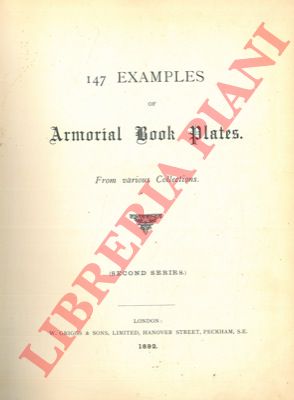 147 EXAMPLES
OF
Armorial Book Plates.
From various Collections.
(SECOND SERIES.)
LONDON:
W. GRIGGS & SONS, LIMITED, HANOVER STREET, PECKHAM, S.E.
1892.
LIBRERIA PIANI